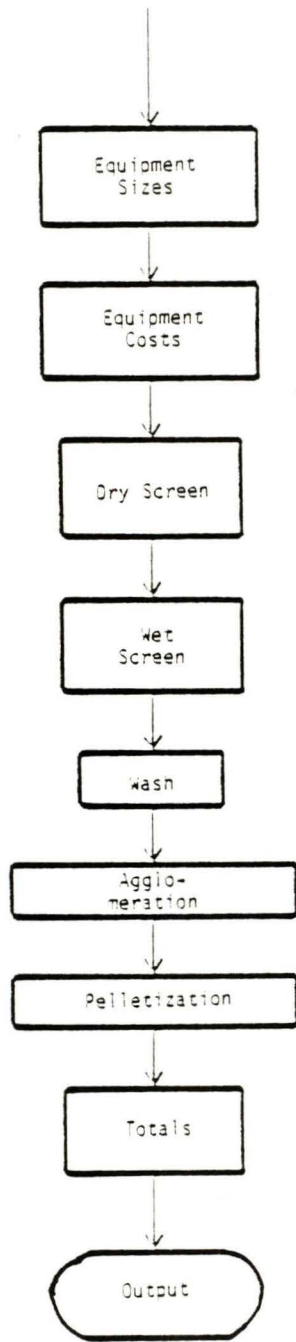 Equipment
Sizes
Equipment
Costs
Dry Screen
Wet
Screen
Wash
Agglo-
meration
Pelletization
Totals
Output